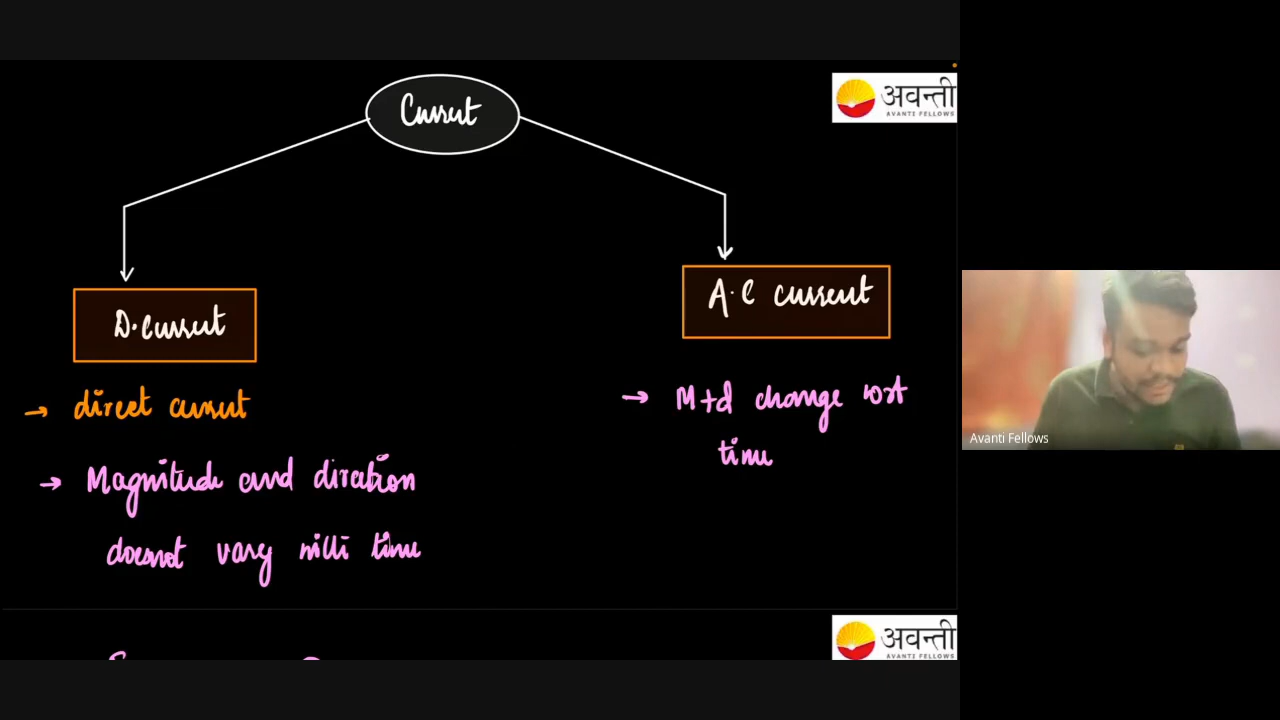 Current
अवन्ती
AVANTI FELLOWS
D.current
A.C current
→ direct current
→ Magnitude and direction
doesnot vary with time
→ M+d change wrt
time
Avanti Fellows
अवन्ती
AVANTI FELLOWS